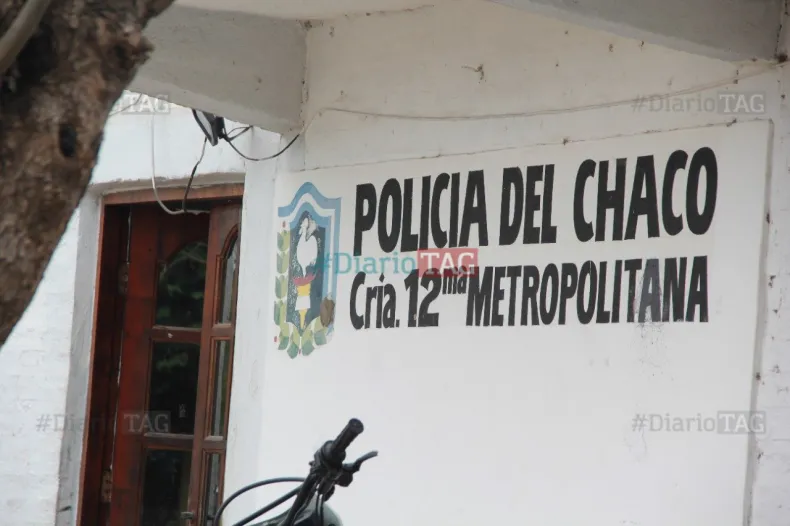 #DiarioTAG #DiarioTAG
POLICIA DEL CHACO
#DiarioTAG
Cria. 12ma METROPOLITANA
#DiarioTAG #DiarioTAG